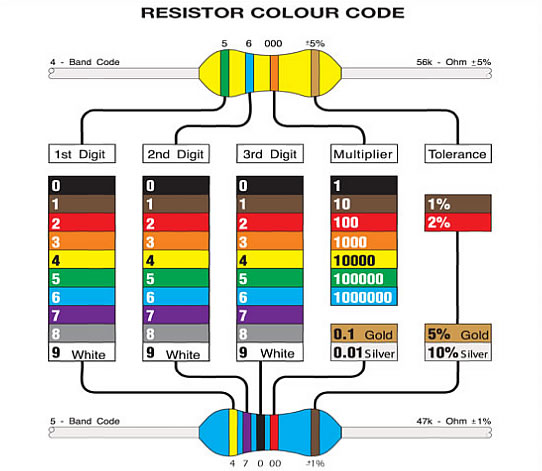 RESISTOR COLOUR CODE
5 6 000 ±5%
4 - Band Code
56k - Ohm ±5%
1st Digit 2nd Digit 3rd Digit Multiplier Tolerance
0 0 0 1
1 1 1 10 1%
2 2 2 100 2%
3 3 3 1000
4 4 4 10000
5 5 5 100000
6 6 6 1000000
7 7 7
8 8 8 0.1 Gold 5% Gold
9 White 9 White 9 White 0.01 Silver 10% Silver
5 - Band Code
47k - Ohm ±1%
4 7 0 00 ±1%